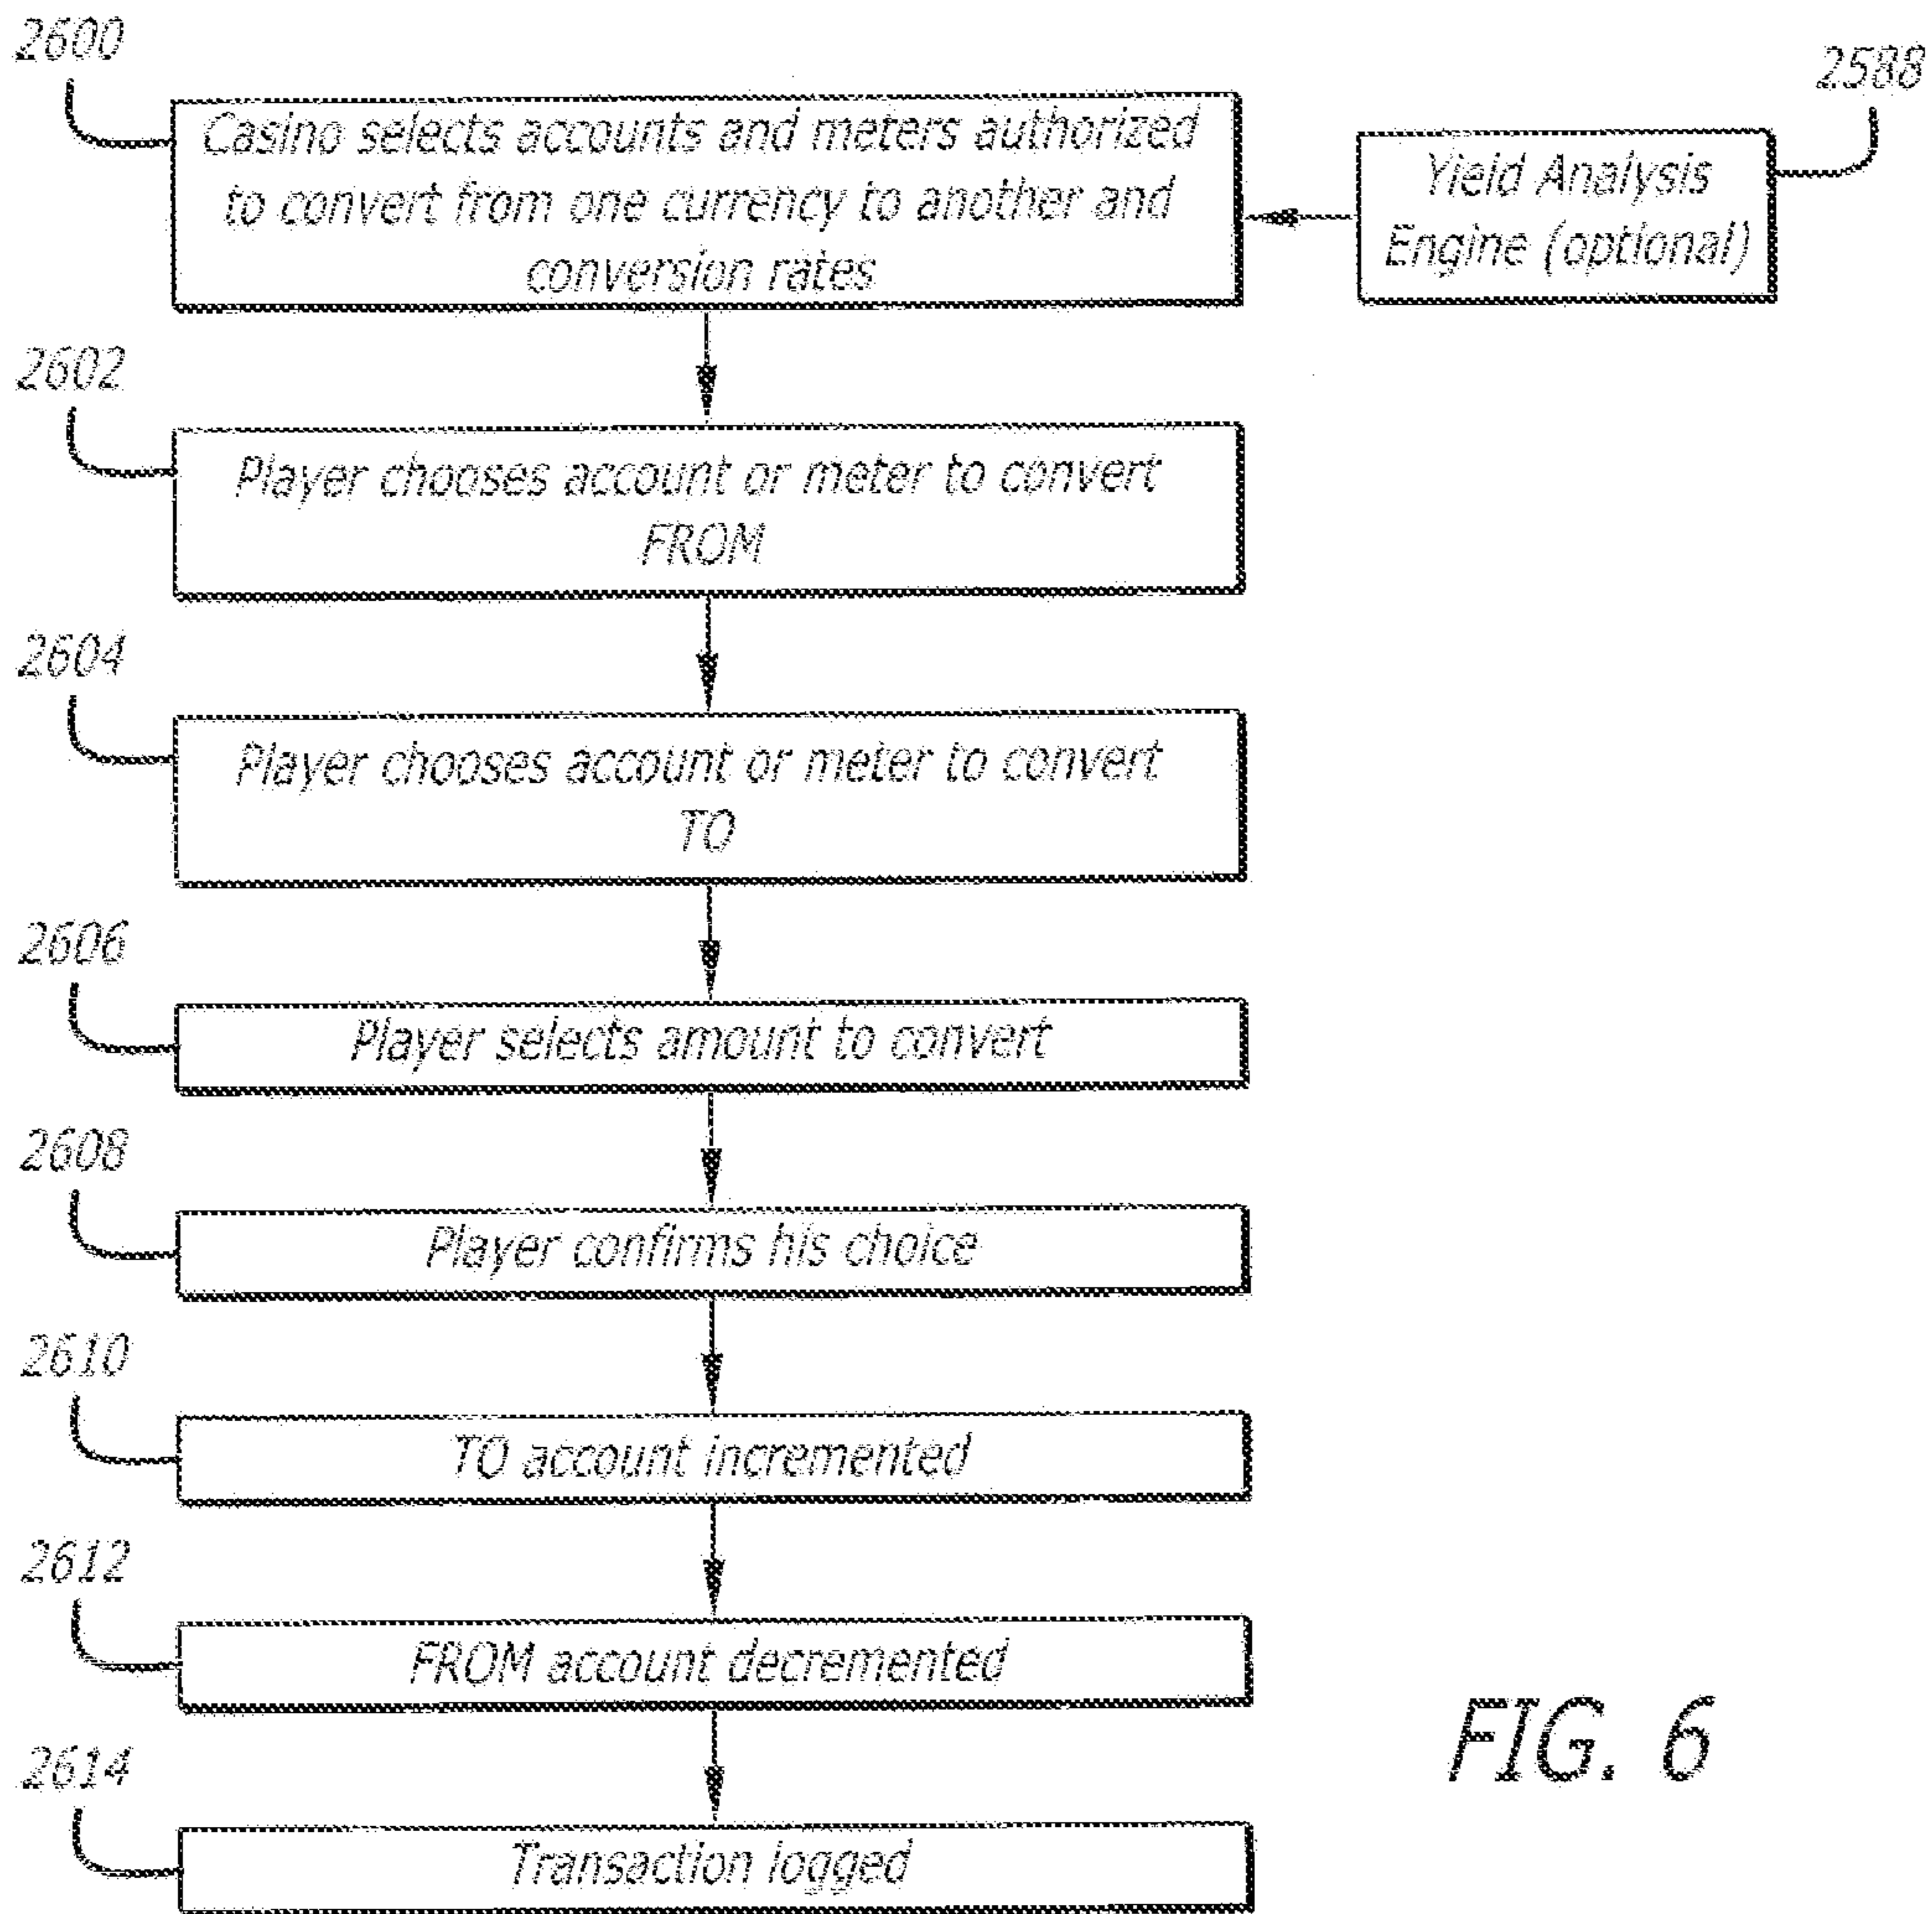 2600
2588
Casino selects accounts and meters authorized
to convert from one currency to another and
conversion rates
Yield Analysis
Engine (optional)
2602
Player chooses account or meter to convert
FROM
2604
Player chooses account or meter to convert
TO
2606
Player selects amount to convert
2608
Player confirms his choice
2610
TO account incremented
2612
FROM account decremented
2614
Transaction logged
FIG. 6